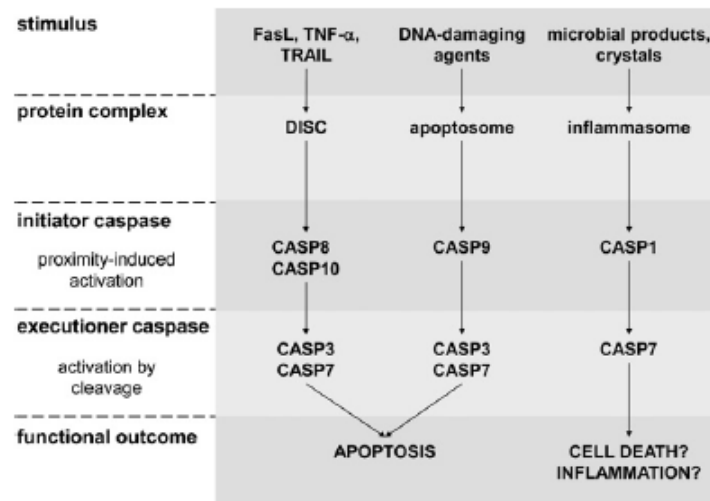 stimulus
FasL, TNF-α,
TRAIL
DNA-damaging
agents
microbial products,
crystals
protein complex
DISC
apoptosome
inflammasome
initiator caspase
proximity-induced
activation
CASP8
CASP10
CASP9
CASP1
executioner caspase
activation by
cleavage
CASP3
CASP7
CASP3
CASP7
CASP7
functional outcome
APOPTOSIS
CELL DEATH?
INFLAMMATION?